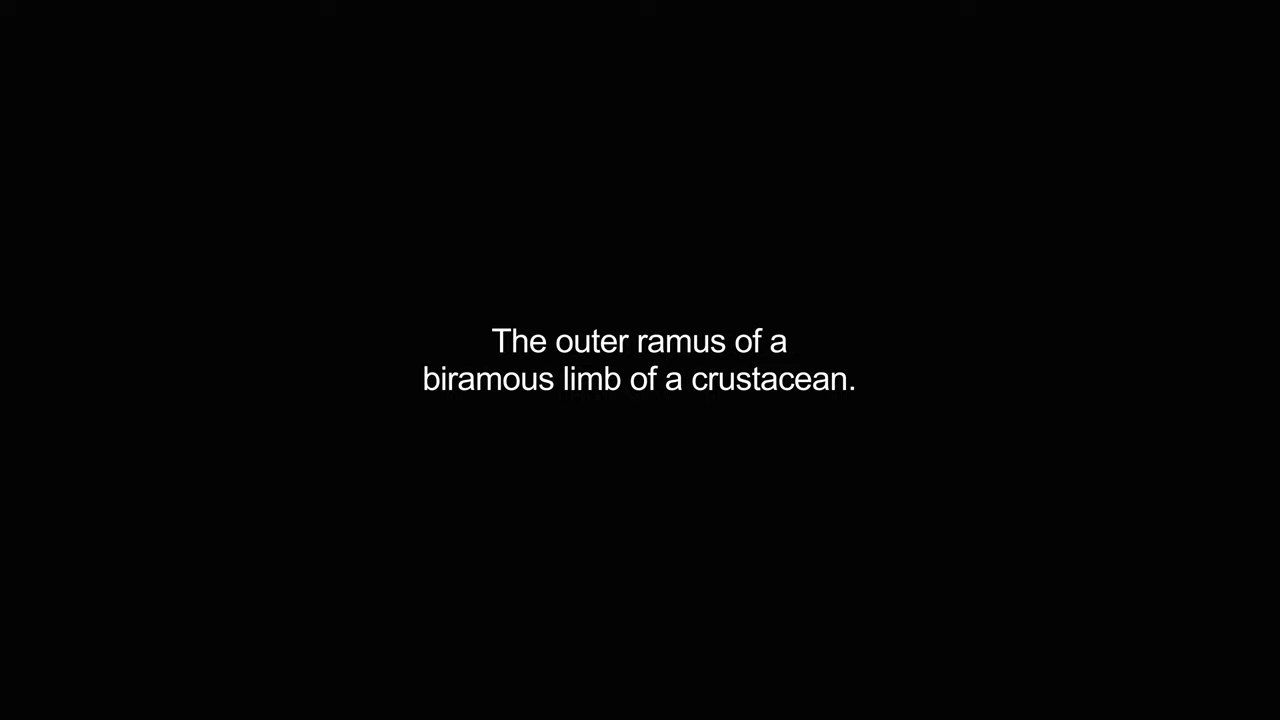 The outer ramus of a
biramous limb of a crustacean.